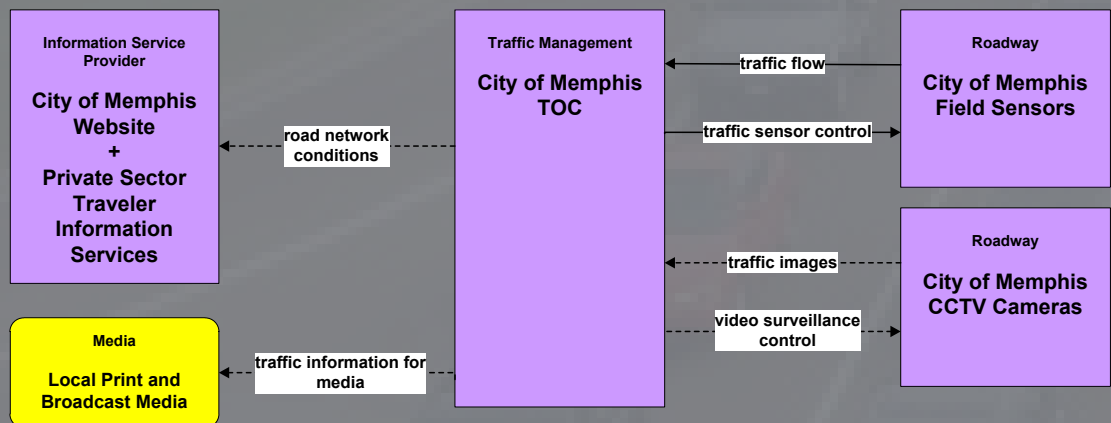 Information Service
Provider
City of Memphis
Website
+
Private Sector
Traveler
Information
Services
road network
conditions
Traffic Management
City of Memphis
TOC
traffic flow
traffic sensor control
Roadway
City of Memphis
Field Sensors
traffic images
video surveillance
control
Roadway
City of Memphis
CCTV Cameras
Media
Local Print and
Broadcast Media
traffic information for
media